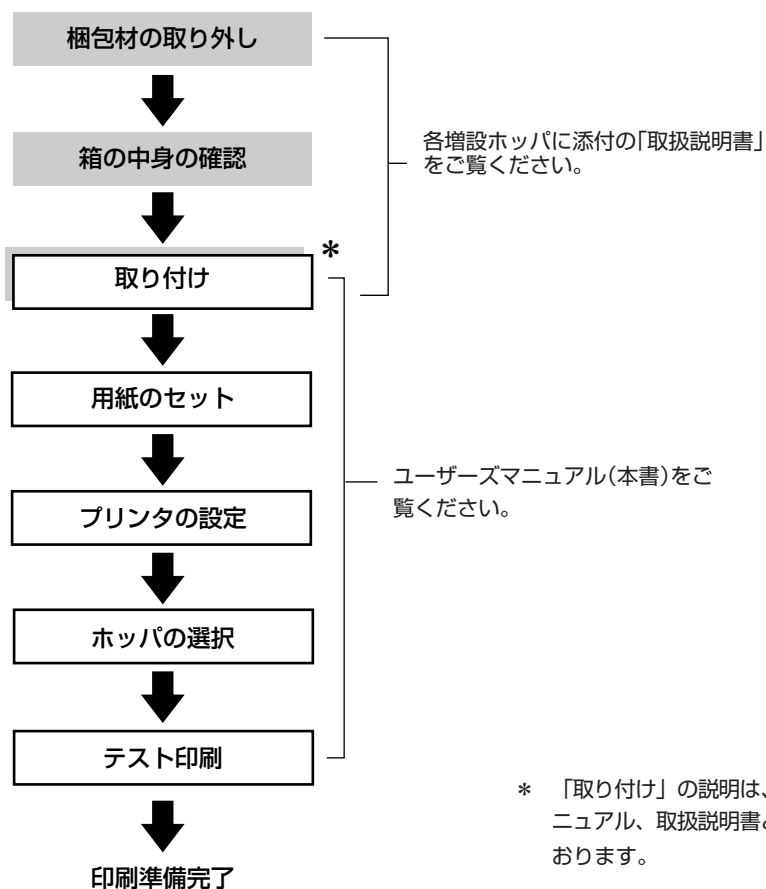 梱包材の取り外し
箱の中身の確認
各増設ホッパに添付の「取扱説明書」
をご覧ください。
取り付け
*
用紙のセット
プリンタの設定
ユーザーズマニュアル(本書)をご
覧ください。
ホッパの選択
テスト印刷
印刷準備完了
* 「取り付け」の説明は、
ニュアル、取扱説明書と
おります。